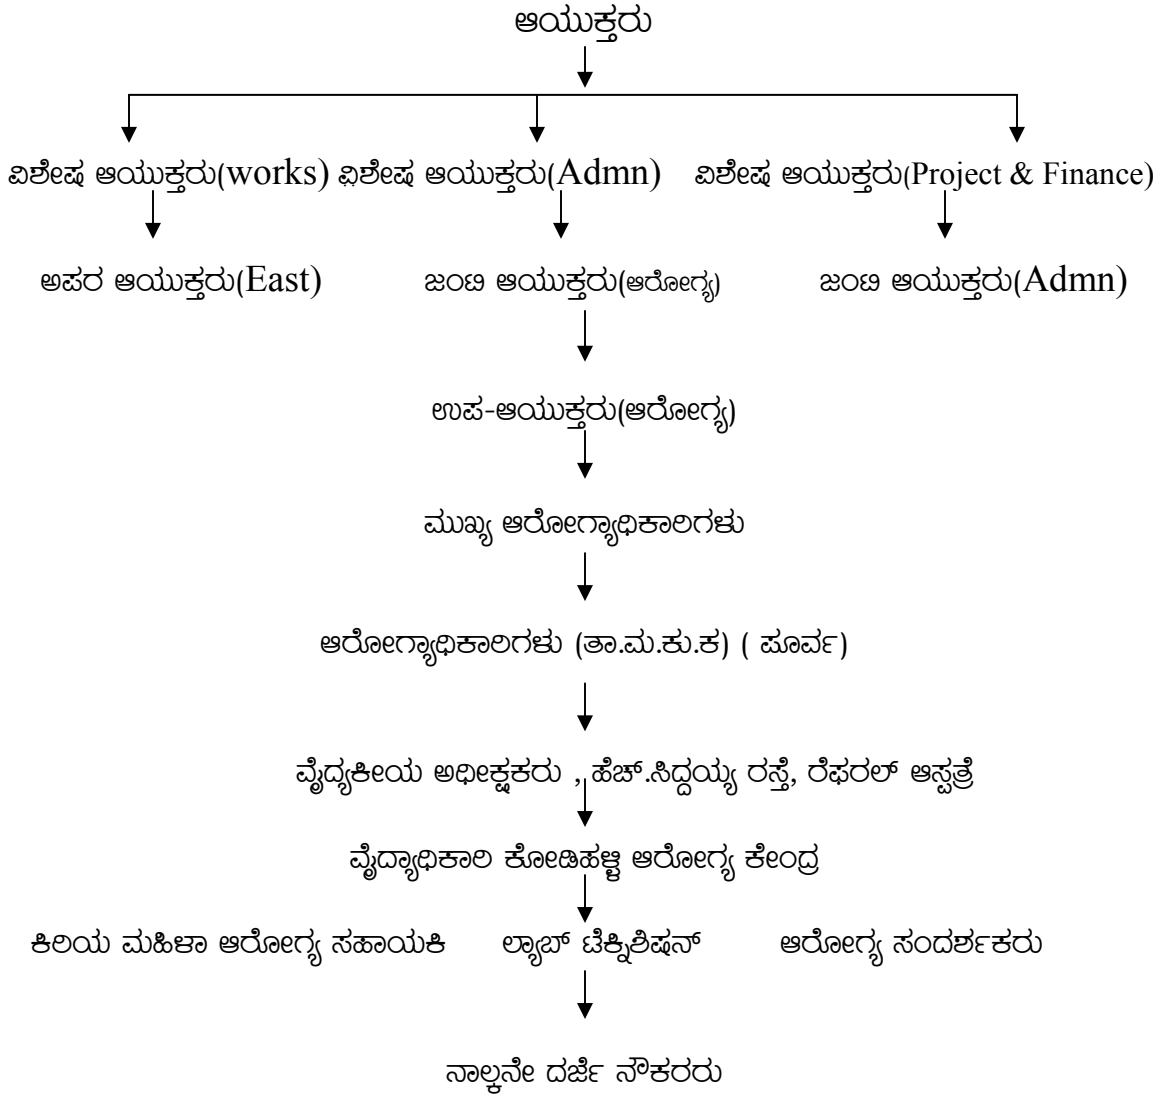 ಆಯುಕ್ತರು
ವಿಶೇಷ ಆಯುಕ್ತರು(works) ವಿಶೇಷ ಆಯುಕ್ತರು(Admn) ವಿಶೇಷ ಆಯುಕ್ತರು(Project & Finance)
ಅಪರ ಆಯುಕ್ತರು(East) ಜಂಟಿ ಆಯುಕ್ತರು(ಆರೋಗ್ಯ) ಜಂಟಿ ಆಯುಕ್ತರು(Admn)
ಉಪ-ಆಯುಕ್ತರು(ಆರೋಗ್ಯ)
ಮುಖ್ಯ ಆರೋಗ್ಯಾಧಿಕಾರಿಗಳು
ಆರೋಗ್ಯಾಧಿಕಾರಿಗಳು (ತಾ.ಮ.ಕು.ಕ) ( ಪೂರ್ವ)
ವೈದ್ಯಕೀಯ ಅಧೀಕ್ಷಕರು , ಹೆಚ್.ಸಿದ್ದಯ್ಯ ರಸ್ತೆ, ರೆಫರಲ್ ಆಸ್ಪತ್ರೆ
ವೈದ್ಯಾಧಿಕಾರಿ ಕೋಡಿಹಳ್ಳಿ ಆರೋಗ್ಯ ಕೇಂದ್ರ
ಕಿರಿಯ ಮಹಿಳಾ ಆರೋಗ್ಯ ಸಹಾಯಕಿ ಲ್ಯಾಬ್ ಟೆಕ್ನಿಶಿಷನ್ ಆರೋಗ್ಯ ಸಂದರ್ಶಕರು
ನಾಲ್ಕನೇ ದರ್ಜೆ ನೌಕರರು